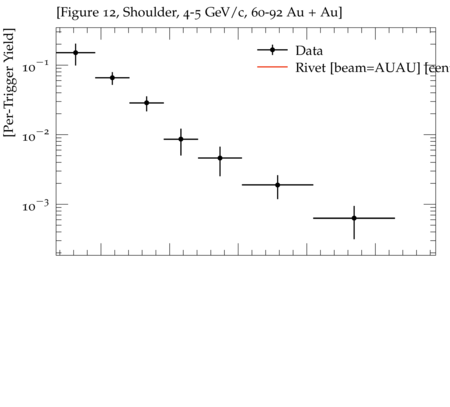 [Figure 12, Shoulder, 4-5 GeV/c, 60-92 Au + Au]
[Per-Trigger Yield]
Data
Rivet [beam=AUAU] [cen
10−1
10−2
10−3